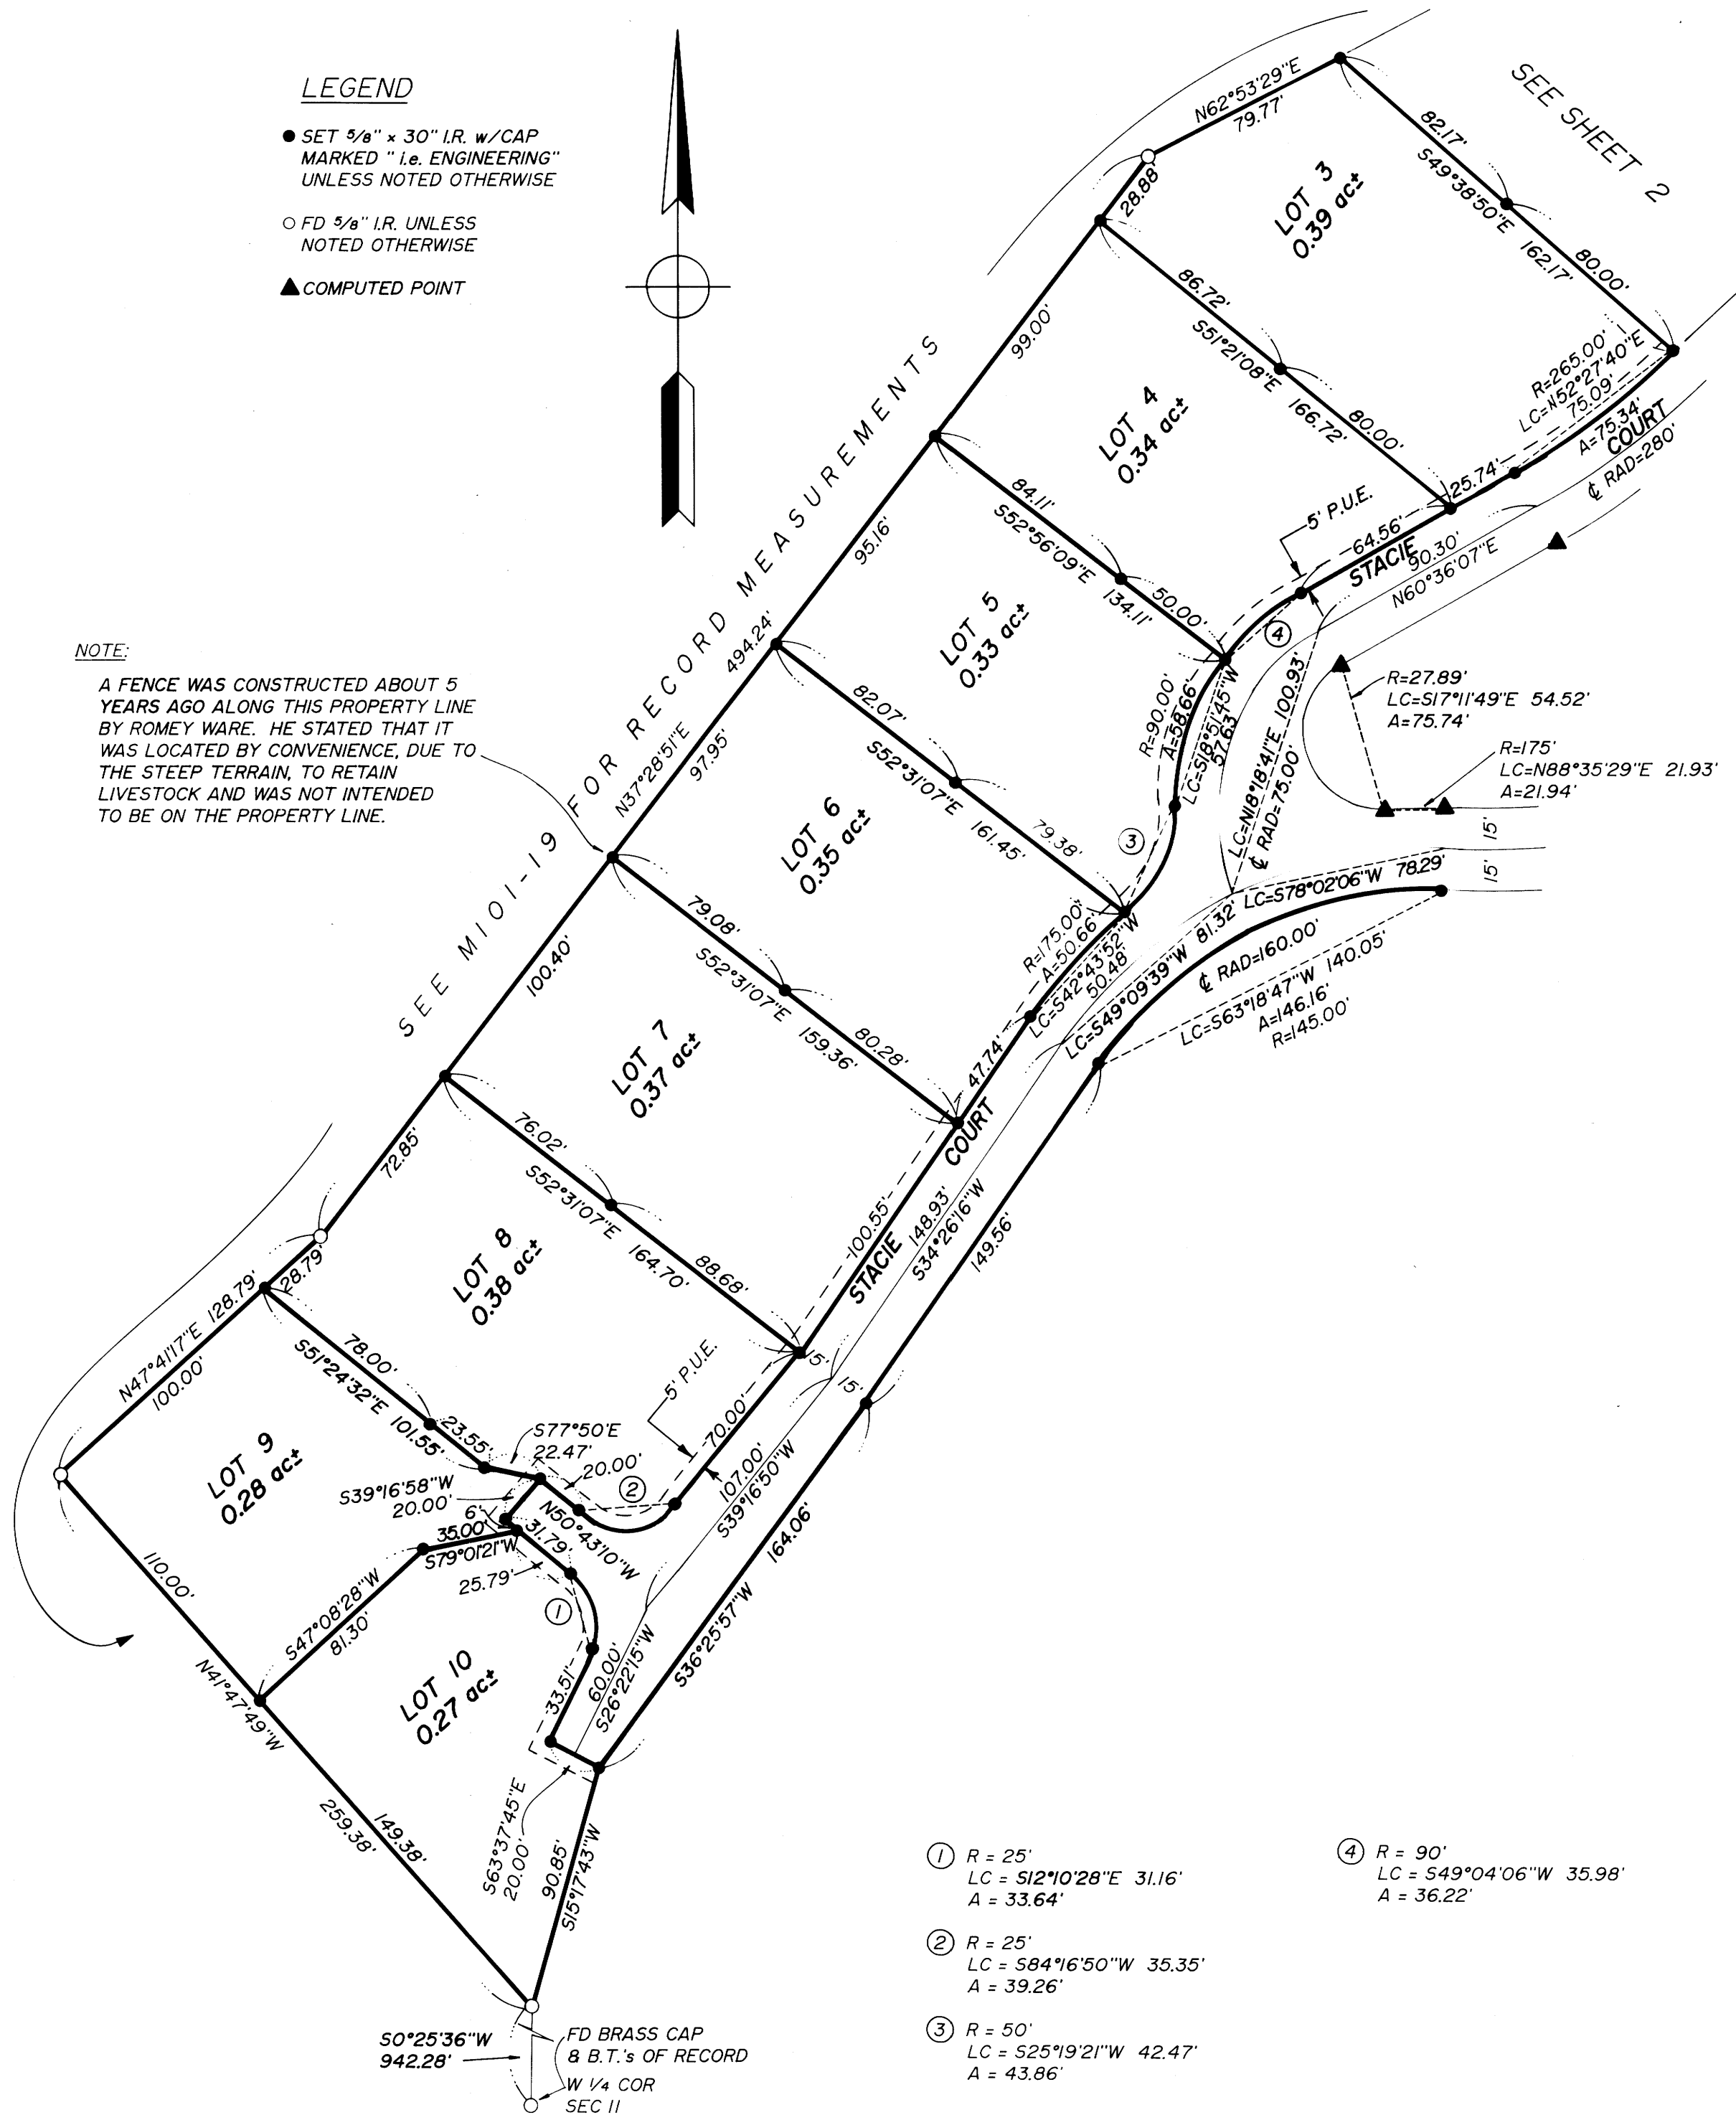 LEGEND
● SET 5/8" x 30" I.R. w/CAP
MARKED " i.e. ENGINEERING"
UNLESS NOTED OTHERWISE
○ FD 5/8" I.R. UNLESS
NOTED OTHERWISE
▲ COMPUTED POINT
SEE SHEET 2
NOTE:
A FENCE WAS CONSTRUCTED ABOUT 5
YEARS AGO ALONG THIS PROPERTY LINE
BY ROMEY WARE. HE STATED THAT IT
WAS LOCATED BY CONVENIENCE, DUE TO
THE STEEP TERRAIN, TO RETAIN
LIVESTOCK AND WAS NOT INTENDED
TO BE ON THE PROPERTY LINE.
SEE M101-19 FOR RECORD MEASUREMENTS
N62°53'29"E
79.77'
28.88'
82.17'
S49°38'50"E 162.17'
80.00'
LOT 3
0.39 ac±
99.00'
86.72'
S51°21'08"E 166.72'
80.00'
R=265.00'
LC=N52°27'40"E
75.09'
A=75.34'
COURT
℄ RAD=280'
25.74'
LOT 4
0.34 ac±
95.16'
84.11'
S52°56'09"E 134.11'
50.00'
5' P.U.E.
64.56'
STACIE
90.30'
N60°36'07"E
④
494.24'
N37°28'51"E
97.95'
LOT 5
0.33 ac±
82.07'
S52°31'07"E 161.45'
79.38'
R=90.00'
A=58.66'
LC=S18°51'45"W
57.63
LC=N18°18'41"E 100.93'
℄ RAD=75.00'
R=27.89'
LC=S17°11'49"E 54.52'
A=75.74'
R=175'
LC=N88°35'29"E 21.93'
A=21.94'
15'
15'
③
LOT 6
0.35 ac±
100.40'
79.08'
S52°31'07"E 159.36'
80.28'
R=175.00'
A=50.66'
LC=S42°43'52"W
50.48'
LC=S49°09'39"W 81.32'
LC=S78°02'06"W 78.29'
℄ RAD=160.00'
LC=S63°18'47"W 140.05'
A=146.16'
R=145.00'
47.74'
LOT 7
0.37 ac±
72.85'
76.02'
S52°31'07"E 164.70'
88.68'
100.55'
STACIE COURT
148.93'
S34°26'16"W
149.56'
LOT 8
0.38 ac±
28.79'
N47°41'17"E 128.79'
100.00'
78.00'
S51°24'32"E 101.55'
23.55'
S77°50'E
22.47'
20.00'
5' P.U.E.
70.00'
15'
15'
107.00'
S39°16'50"W
②
LOT 9
0.28 ac±
S39°16'58"W
20.00'
6'
35.00'
S79°01'21"W
31.79'
N50°43'10"W
25.79'
①
164.06'
S36°25'57"W
110.00'
S47°08'28"W
81.30'
N41°47'49"W
259.38'
149.38'
LOT 10
0.27 ac±
33.51'
60.00'
S26°22'15"W
S63°37'45"E
20.00'
90.85'
S15°17'43"W
S0°25'36"W
942.28'
FD BRASS CAP
& B.T.'s OF RECORD
W 1/4 COR
SEC 11
① R = 25'
LC = S12°10'28"E 31.16'
A = 33.64'
② R = 25'
LC = S84°16'50"W 35.35'
A = 39.26'
③ R = 50'
LC = S25°19'21"W 42.47'
A = 43.86'
④ R = 90'
LC = S49°04'06"W 35.98'
A = 36.22'